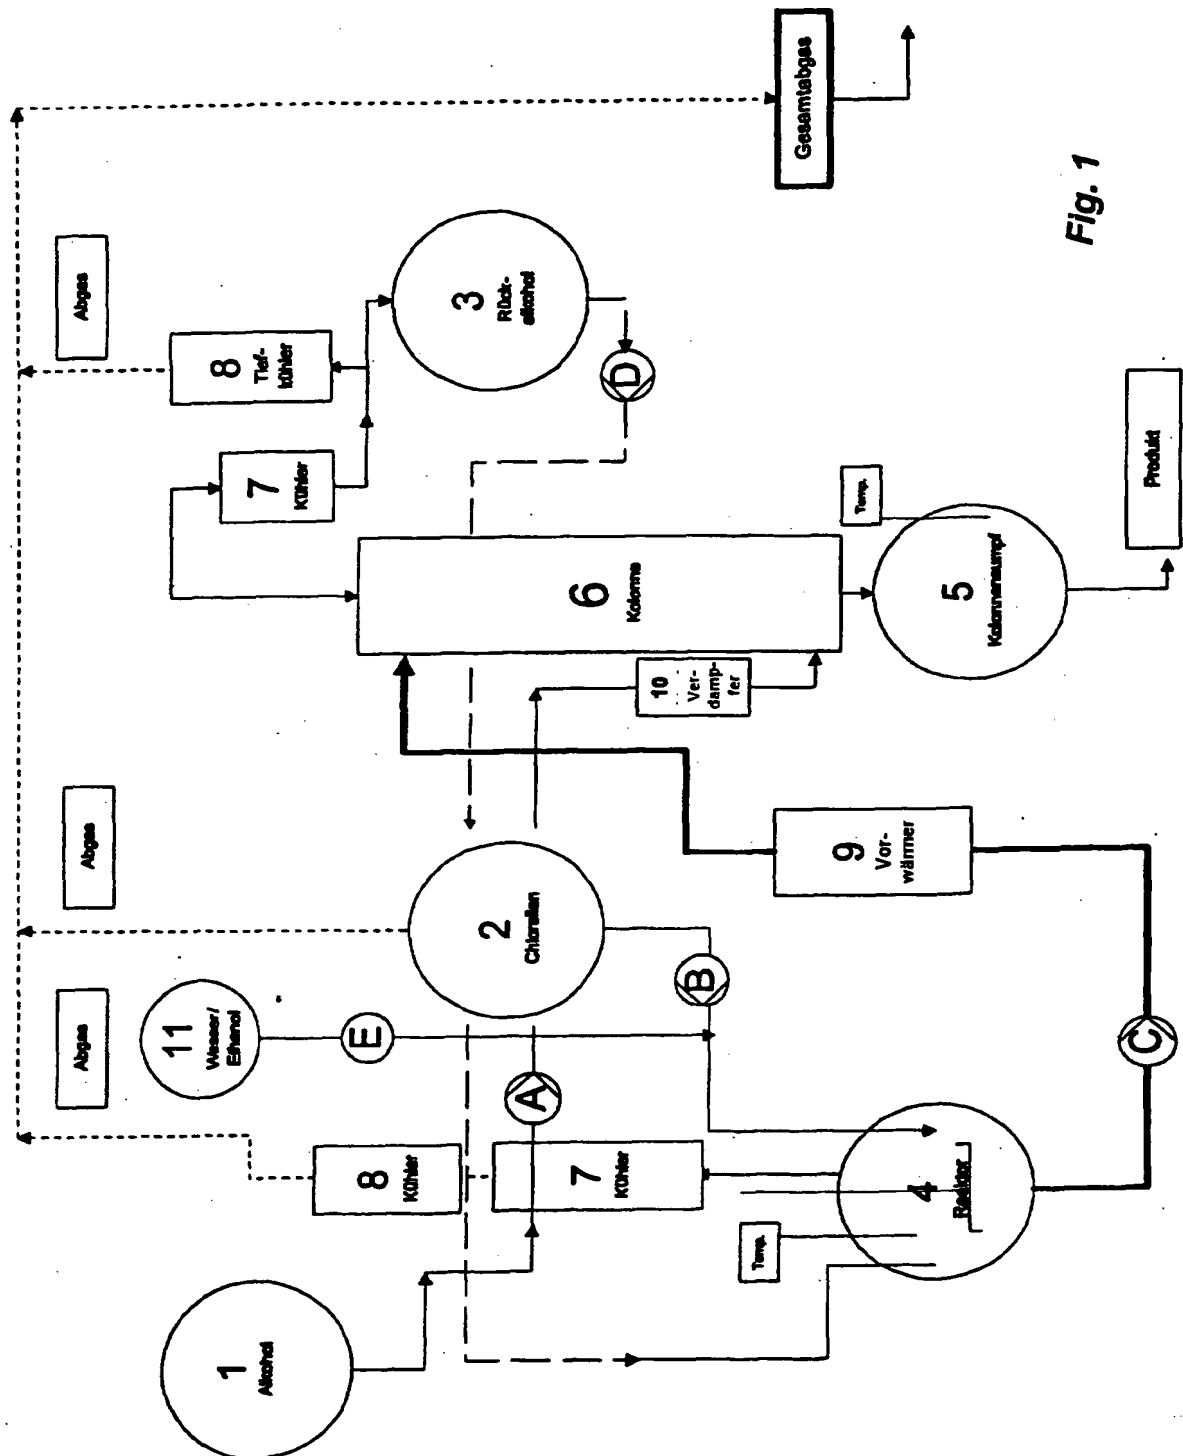 Abgas
Abgas
Abgas
11
Wasser/
Ethanol
1
Alkohol
8
Tief-
kühler
7
Kühler
E
8
Kühler
3
Rück-
alkohol
2
Chlorsilan
A
7
Kühler
6
Kolonne
D
10
Ver-
dampfer
B
Temp.
Temp.
Gesamtabgas
9
Vor-
wärmer
4
Reaktor
5
Kolonnensumpf
C
Produkt
Fig. 1